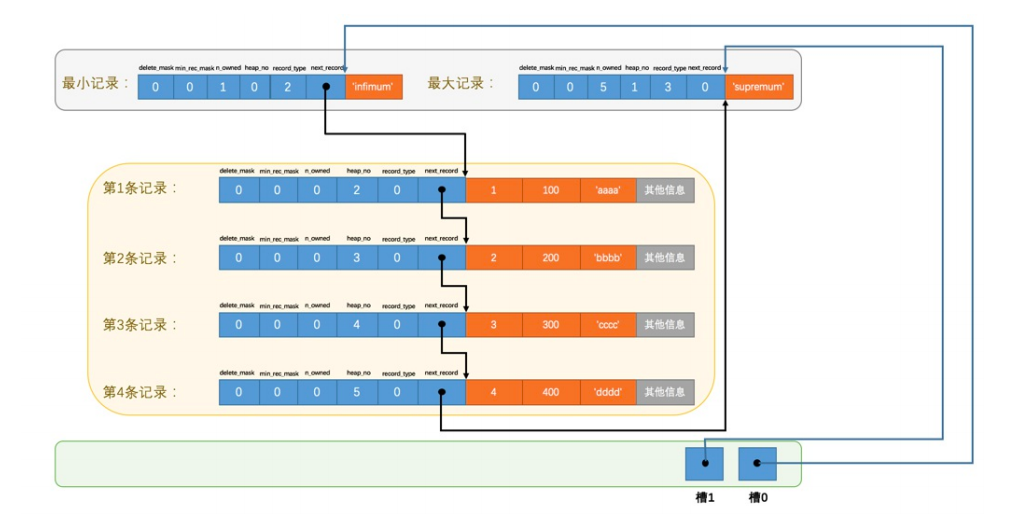 delete_mask min_rec_mask n_owned heap_no record_type next_record delete_mask min_rec_mask n_owned heap_no record_type next_record
最小记录： 0 0 1 0 2 'infimum' 最大记录： 0 0 5 1 3 0 'supremum'
delete_mask min_rec_mask n_owned heap_no record_type next_record
第1条记录： 0 0 0 2 0 1 100 'aaaa' 其他信息
delete_mask min_rec_mask n_owned heap_no record_type next_record
第2条记录： 0 0 0 3 0 2 200 'bbbb' 其他信息
delete_mask min_rec_mask n_owned heap_no record_type next_record
第3条记录： 0 0 0 4 0 3 300 'cccc' 其他信息
delete_mask min_rec_mask n_owned heap_no record_type next_record
第4条记录： 0 0 0 5 0 4 400 'dddd' 其他信息
槽1 槽0